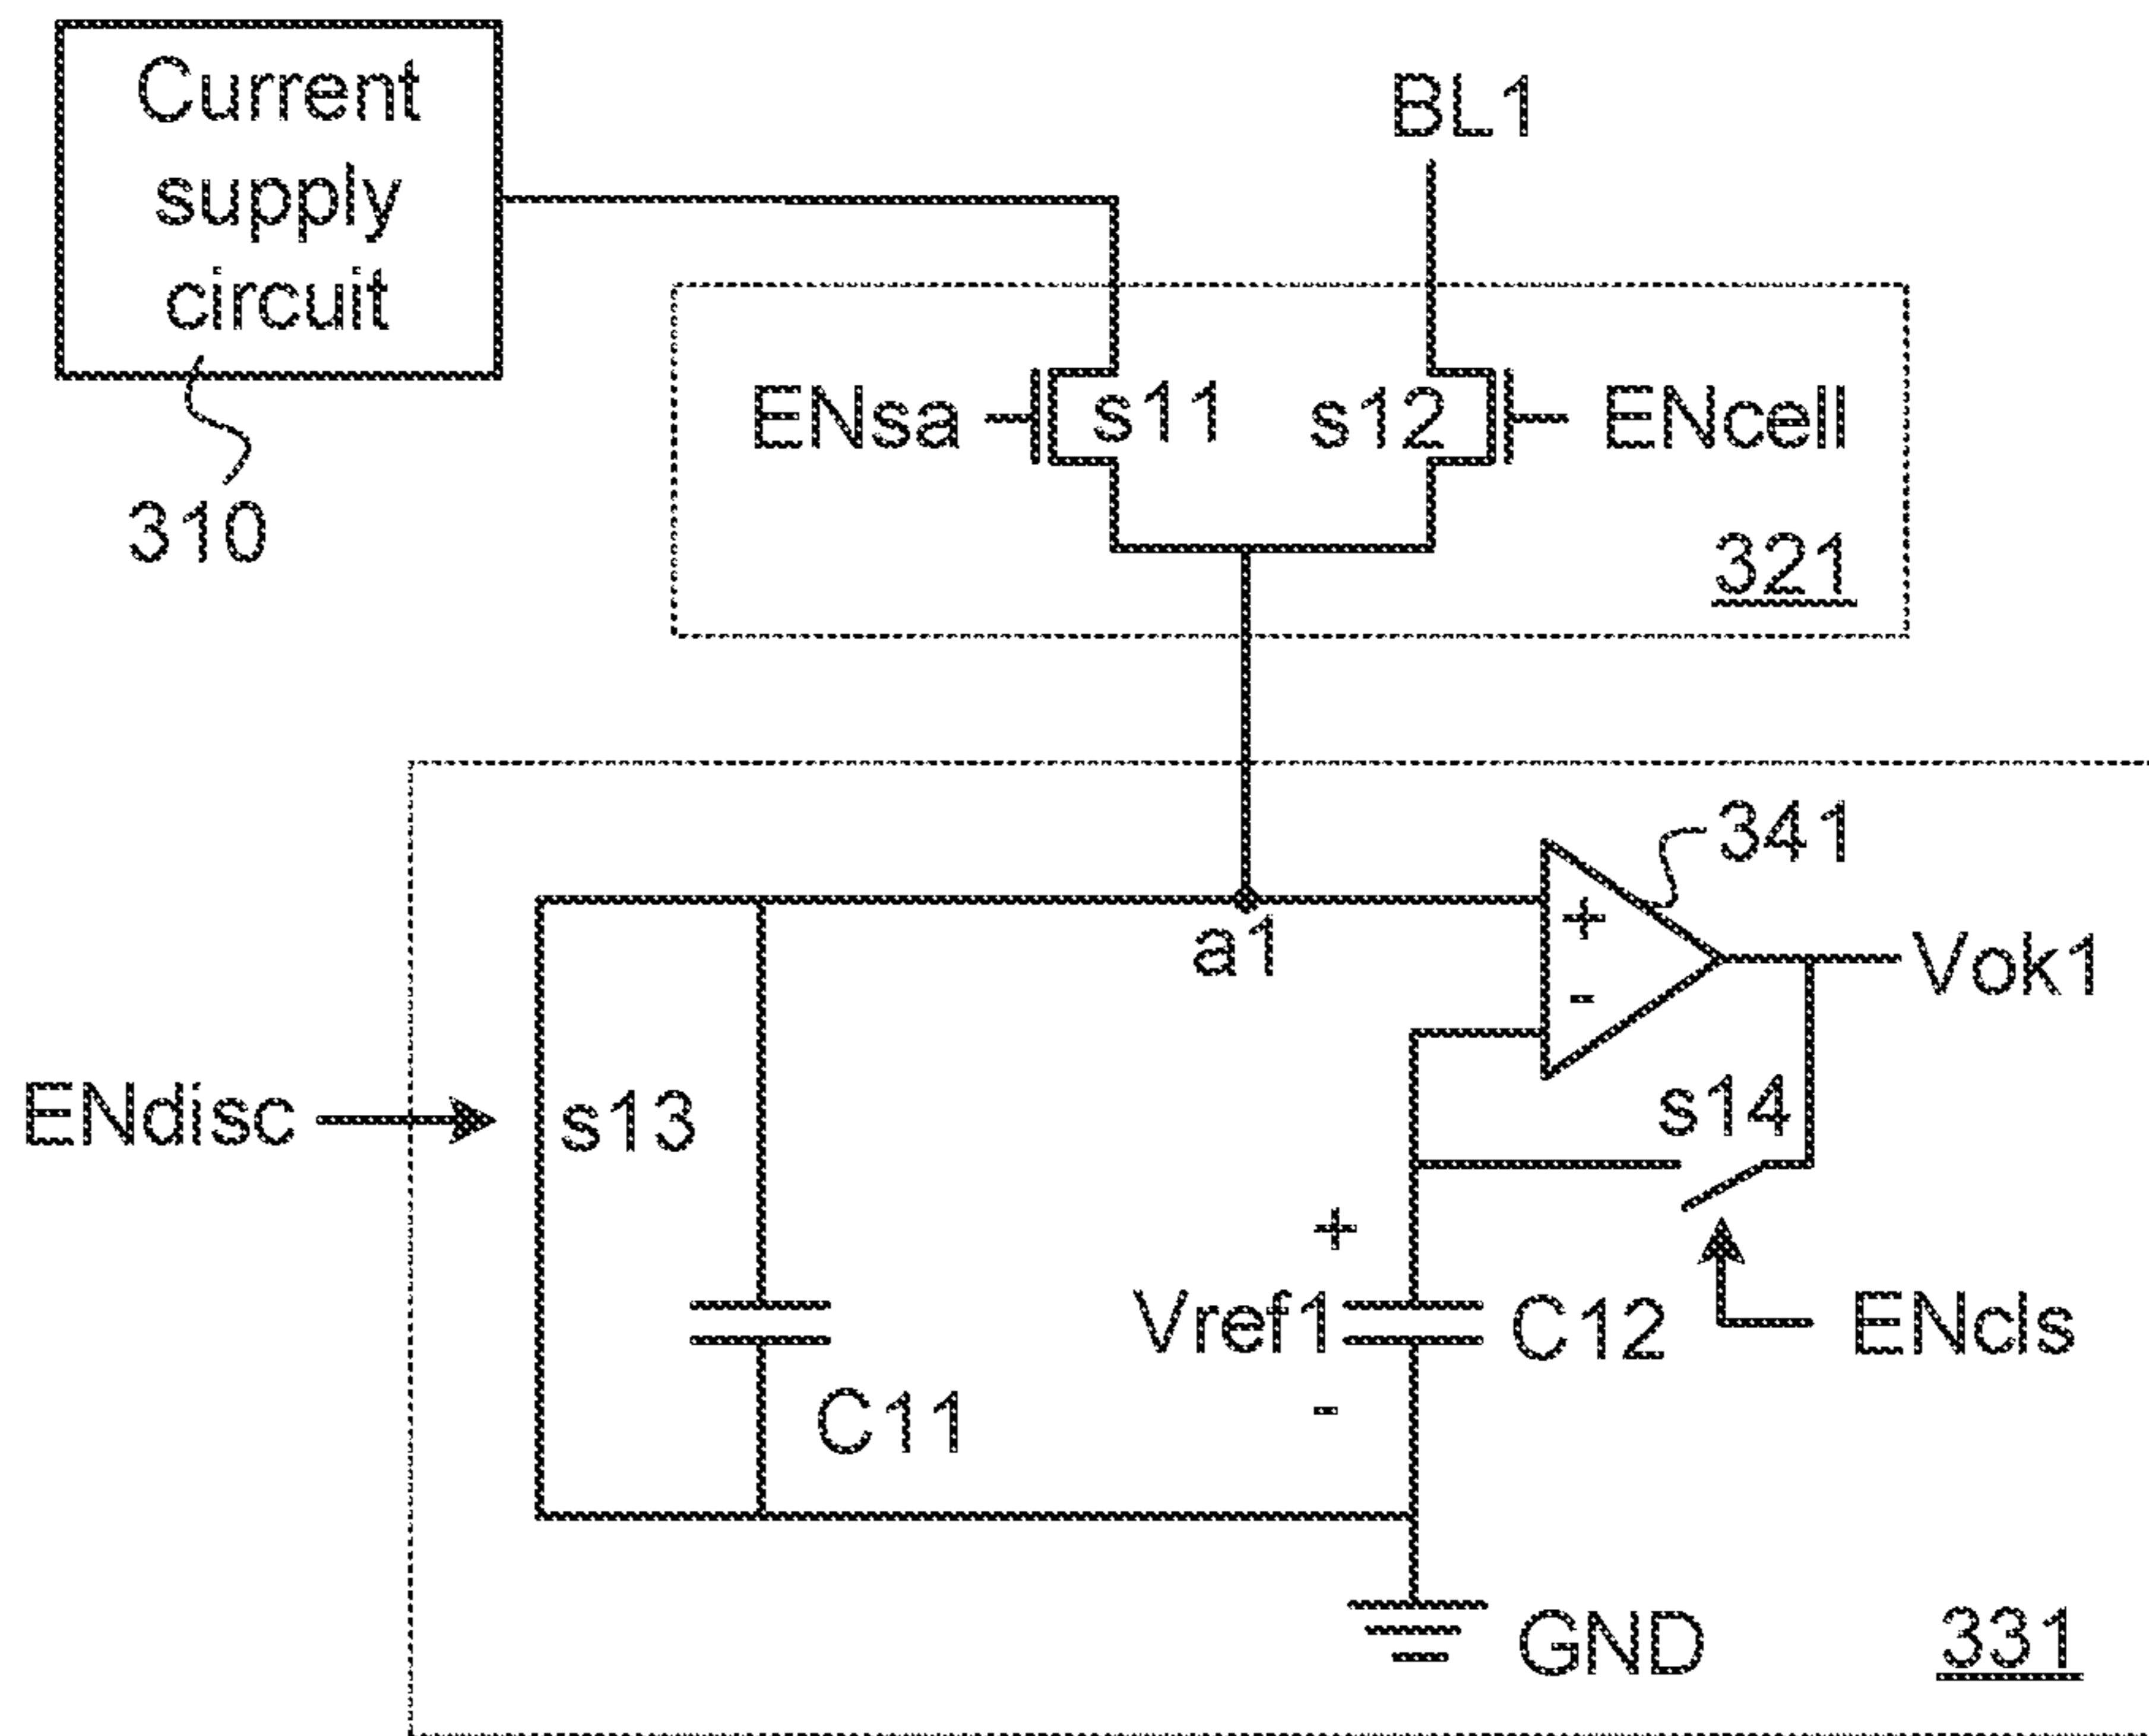 Current
supply
circuit
310
BL1
ENsa
s11
s12
ENcell
321
341
+
-
a1
Vok1
ENdisc
s13
s14
+
Vref1
-
C12
ENcls
C11
GND
331